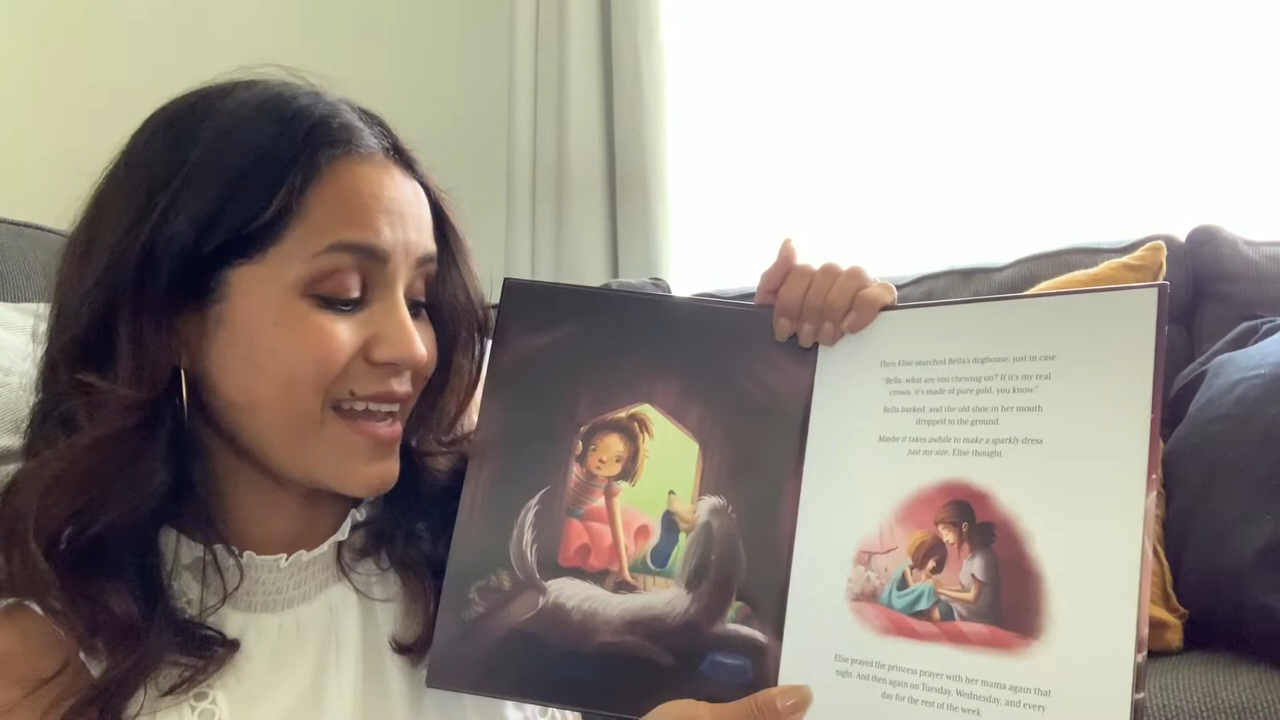 Then Elise searched Bella's doghouse, just in case.
"Bella, what are you chewing on? If it's my real
crown, it's made of pure gold, you know."
Bella barked, and the old shoe in her mouth
dropped to the ground.
Maybe it takes awhile to make a sparkly dress
just my size, Elise thought.
Elise prayed the princess prayer with her mama again that
night. And then again on Tuesday, Wednesday, and every
day for the rest of the week.